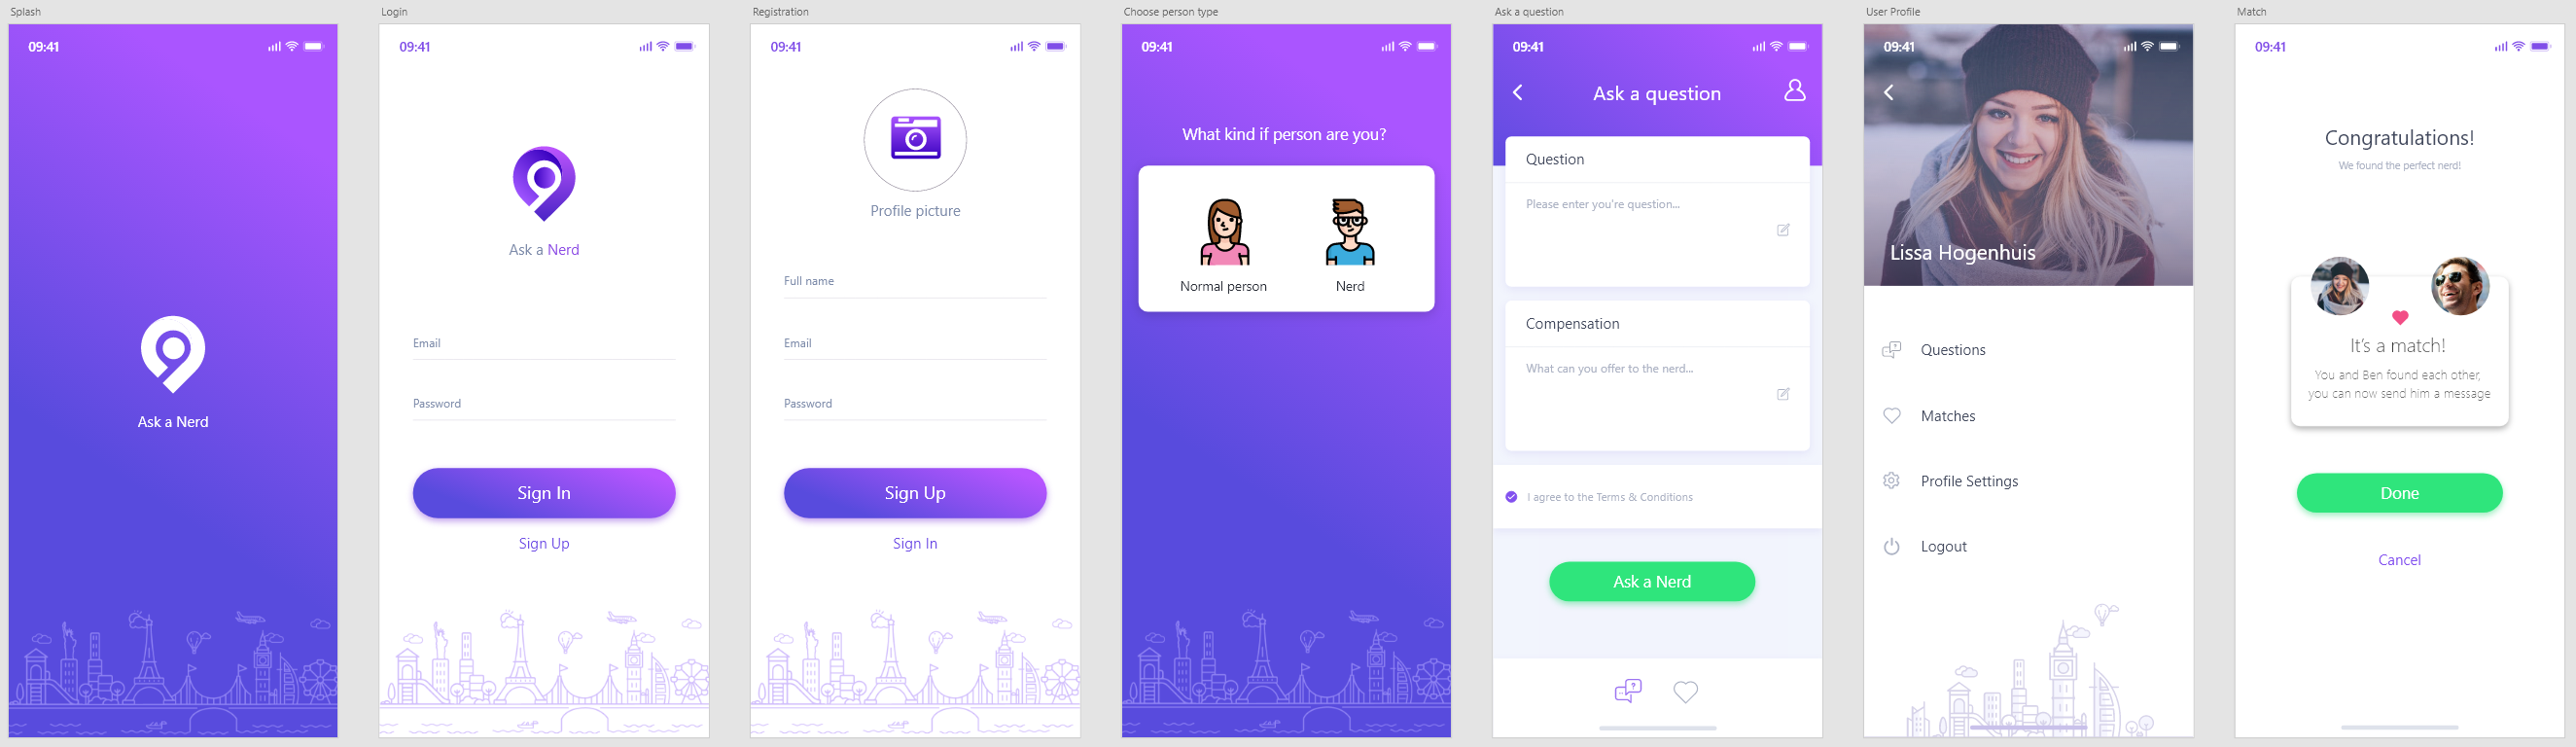 Splash
09:41
Ask a Nerd
Login
09:41
Ask a Nerd
Email
Password
Sign In
Sign Up
Registration
09:41
Profile picture
Full name
Email
Password
Sign Up
Sign In
Choose person type
09:41
What kind if person are you?
Normal person
Nerd
Ask a question
09:41
Ask a question
Question
Please enter you're question...
Compensation
What can you offer to the nerd...
I agree to the Terms & Conditions
Ask a Nerd
User Profile
09:41
Lissa Hogenhuis
Questions
Matches
Profile Settings
Logout
Match
09:41
Congratulations!
We found the perfect nerd!
It's a match!
You and Ben found each other,
you can now send him a message
Done
Cancel